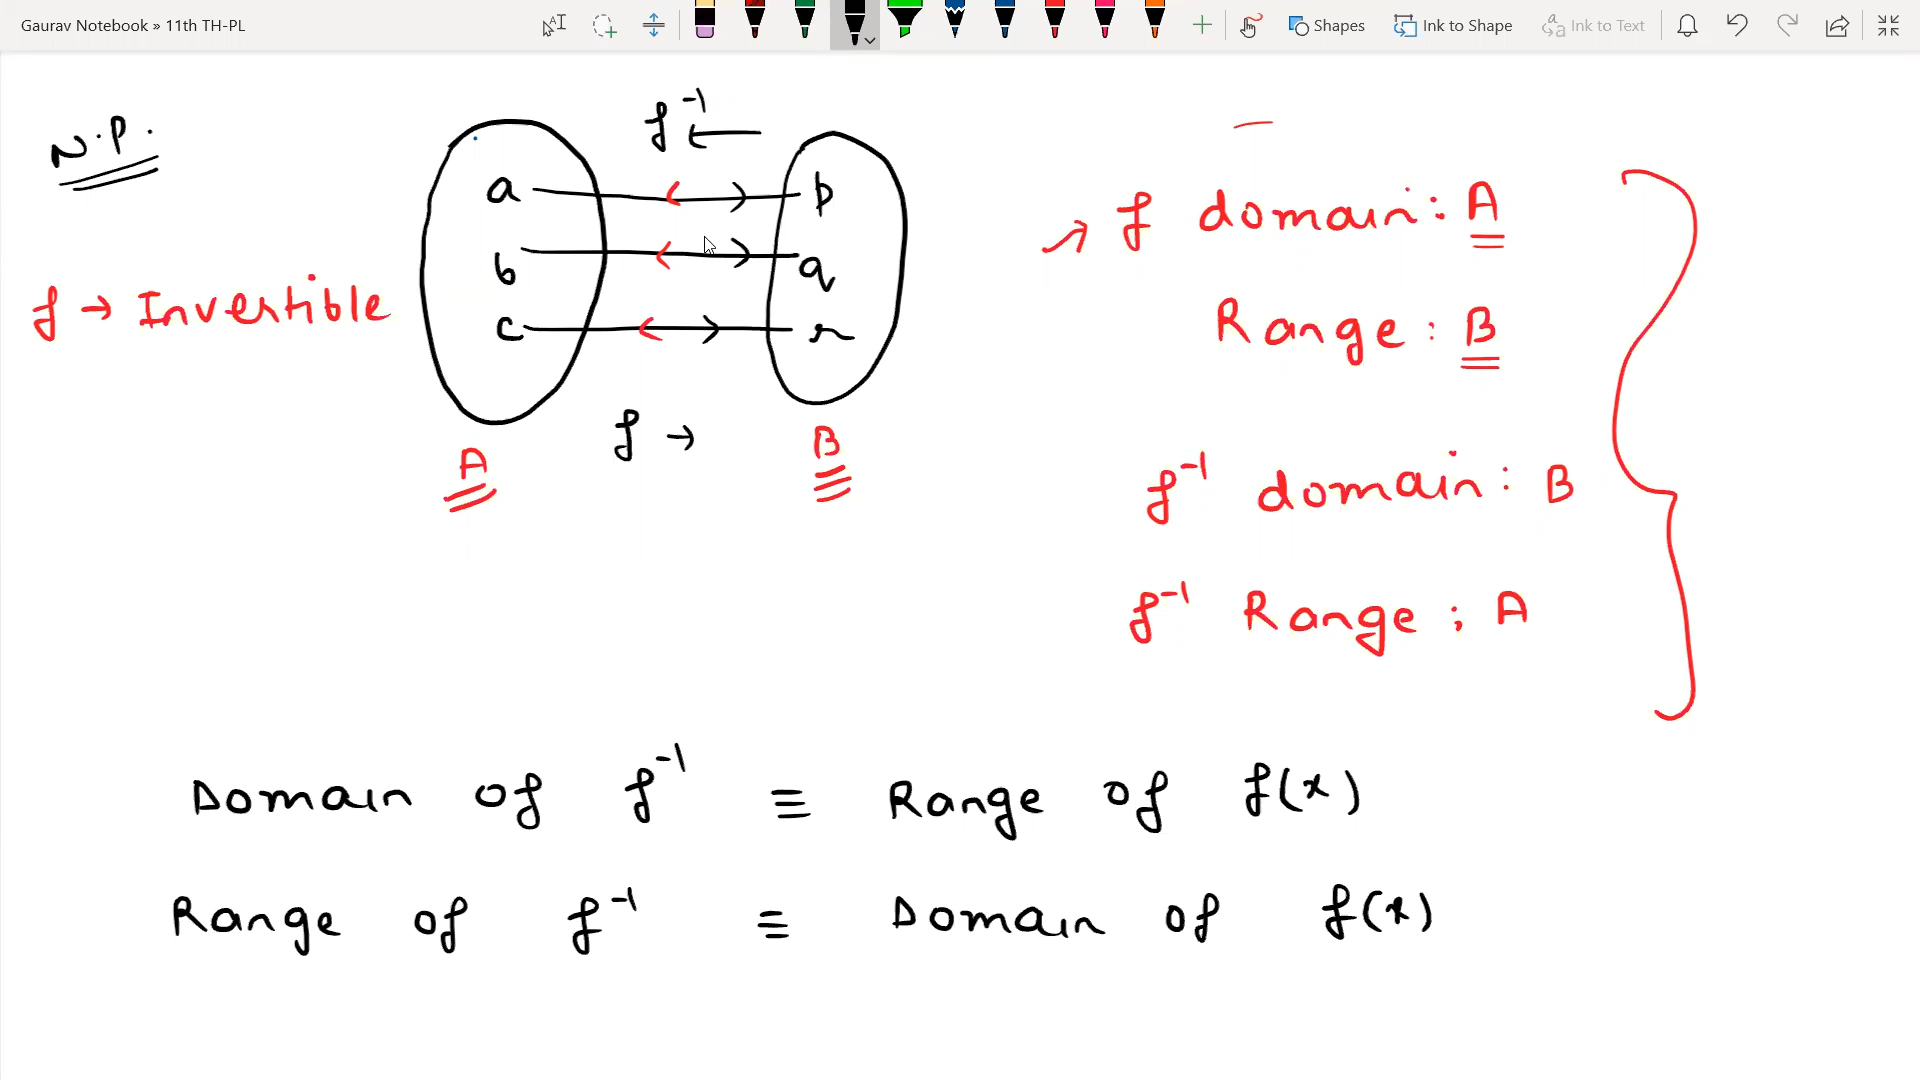 Gaurav Notebook » 11th TH-PL
Shapes
Ink to Shape
Ink to Text
N.P.
f⁻¹ ←
a p
b q
c r
f → Invertible
A
f →
B
f domain: A
Range: B
f⁻¹ domain: B
f⁻¹ Range: A
Domain of f⁻¹ ≡ Range of f(x)
Range of f⁻¹ ≡ Domain of f(x)